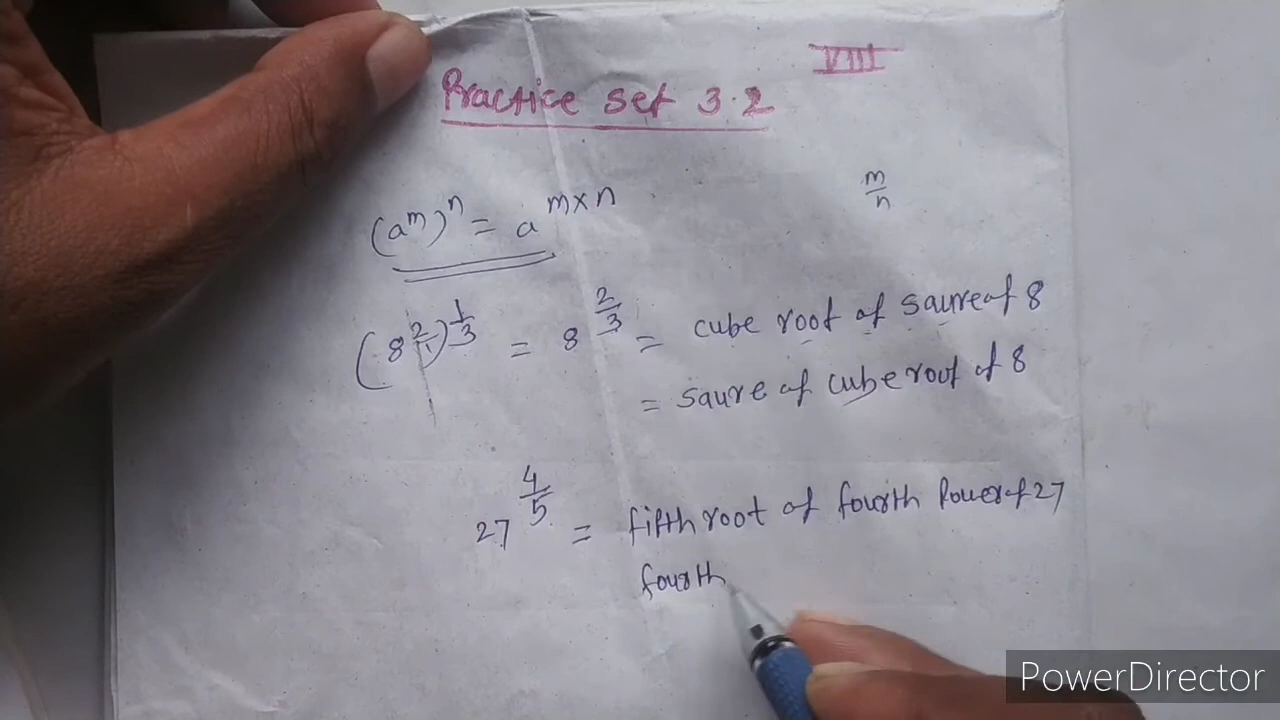 VIII
Practice set 3.2
m/n
(aᵐ)ⁿ = a^m×n
(8^2/1)^1/3 = 8^2/3 = cube root of saure of 8
= saure of cube root of 8
27^4/5 = fifth root of fourth Power of 27
fourth
PowerDirector